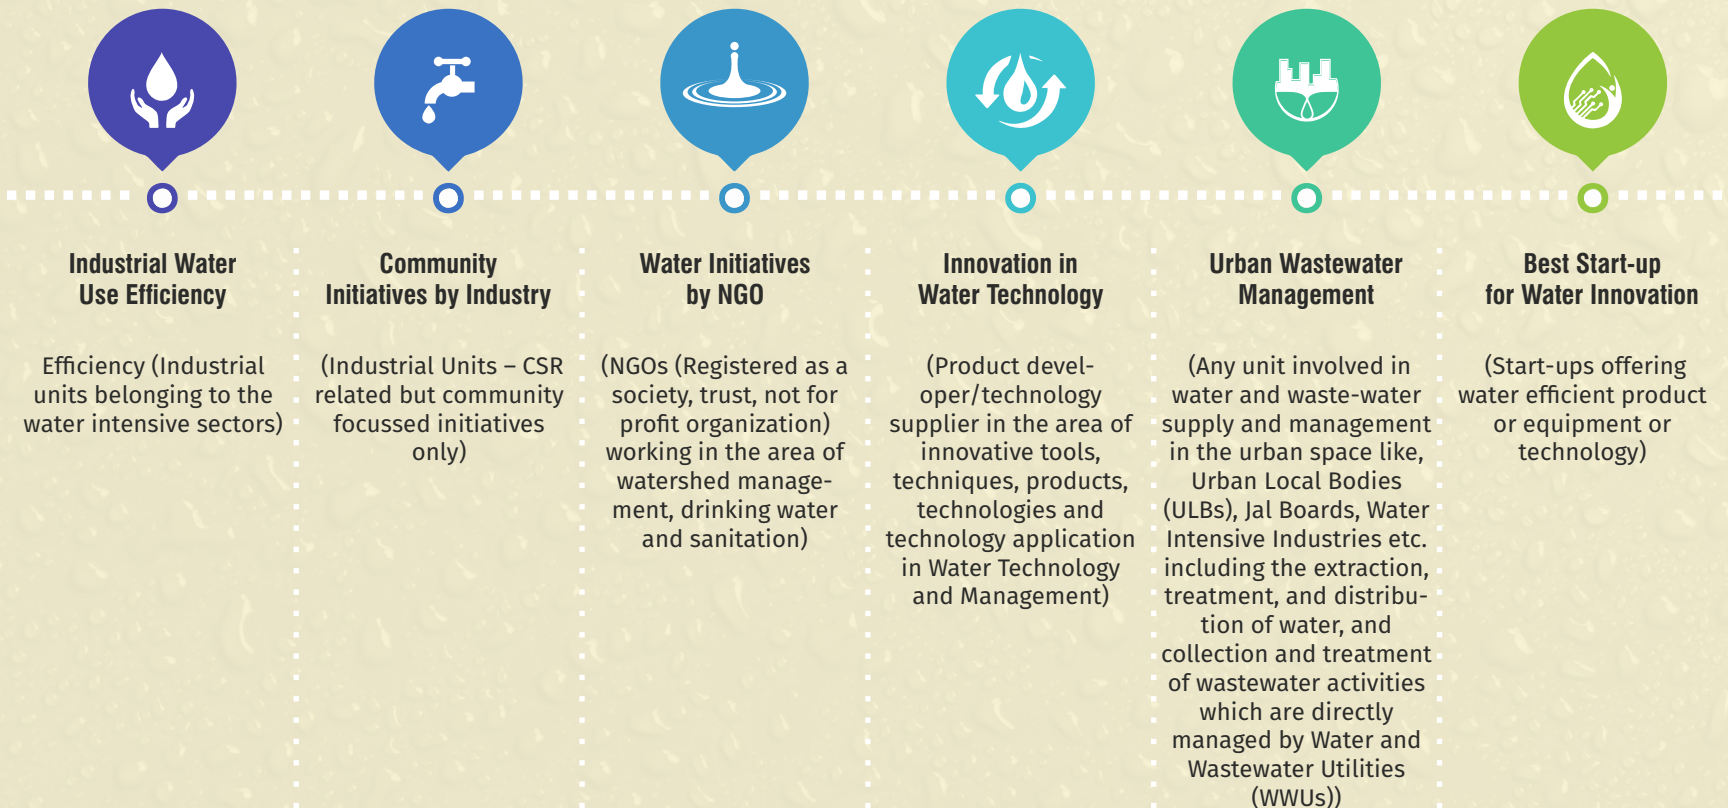 Industrial Water
Use Efficiency
Efficiency (Industrial
units belonging to the
water intensive sectors)
Community
Initiatives by Industry
(Industrial Units – CSR
related but community
focussed initiatives
only)
Water Initiatives
by NGO
(NGOs (Registered as a
society, trust, not for
profit organization)
working in the area of
watershed manage-
ment, drinking water
and sanitation)
Innovation in
Water Technology
(Product devel-
oper/technology
supplier in the area of
innovative tools,
techniques, products,
technologies and
technology application
in Water Technology
and Management)
Urban Wastewater
Management
(Any unit involved in
water and waste-water
supply and management
in the urban space like,
Urban Local Bodies
(ULBs), Jal Boards, Water
Intensive Industries etc.
including the extraction,
treatment, and distribu-
tion of water, and
collection and treatment
of wastewater activities
which are directly
managed by Water and
Wastewater Utilities
(WWUs))
Best Start-up
for Water Innovation
(Start-ups offering
water efficient product
or equipment or
technology)